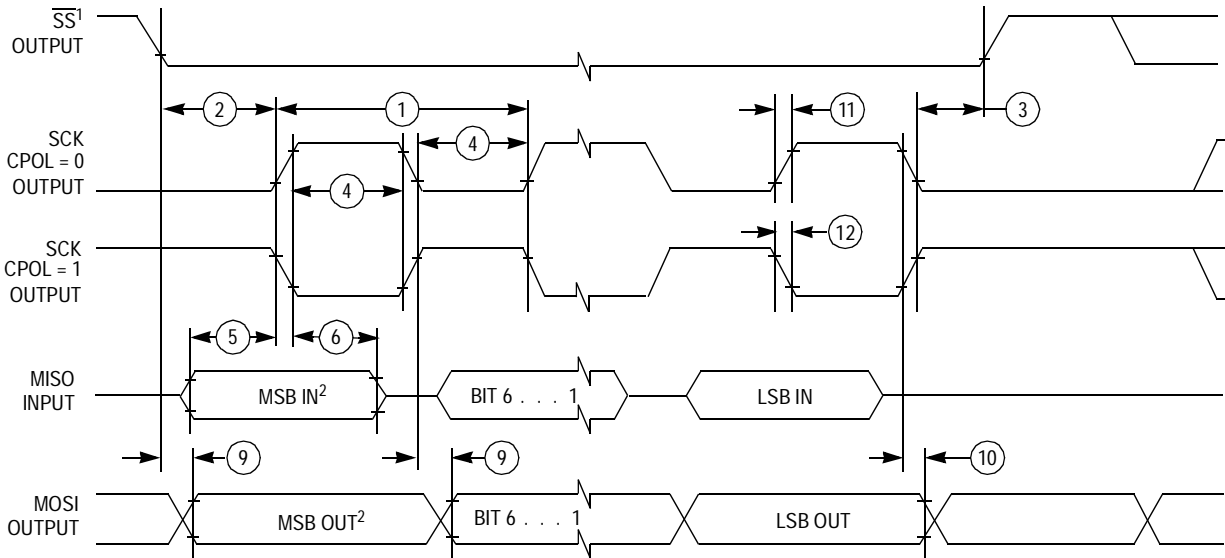 SS1
OUTPUT
2
1
11
3
SCK
CPOL = 0
OUTPUT
4
4
SCK
CPOL = 1
OUTPUT
12
5
6
MISO
INPUT
MSB IN2
BIT 6 . . . 1
LSB IN
9
9
10
MOSI
OUTPUT
MSB OUT2
BIT 6 . . . 1
LSB OUT